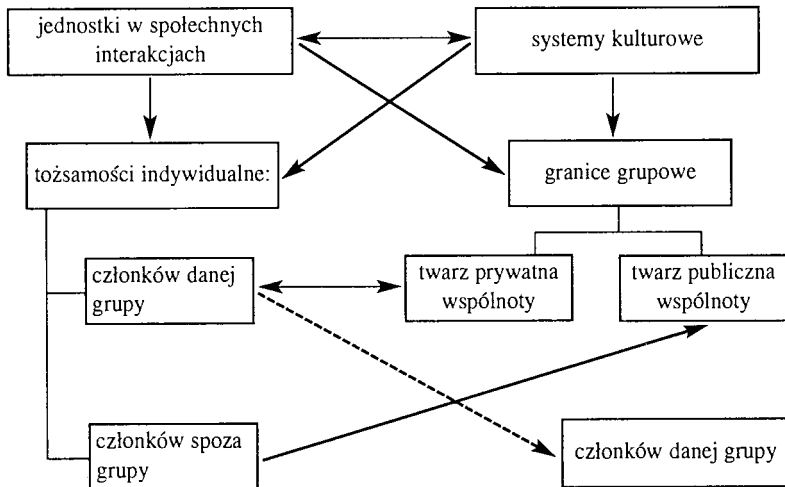 jednostki w społechnych
interakcjach
systemy kulturowe
tożsamości indywidualne:
granice grupowe
członków danej
grupy
twarz prywatna
wspólnoty
twarz publiczna
wspólnoty
członków spoza
grupy
członków danej grupy